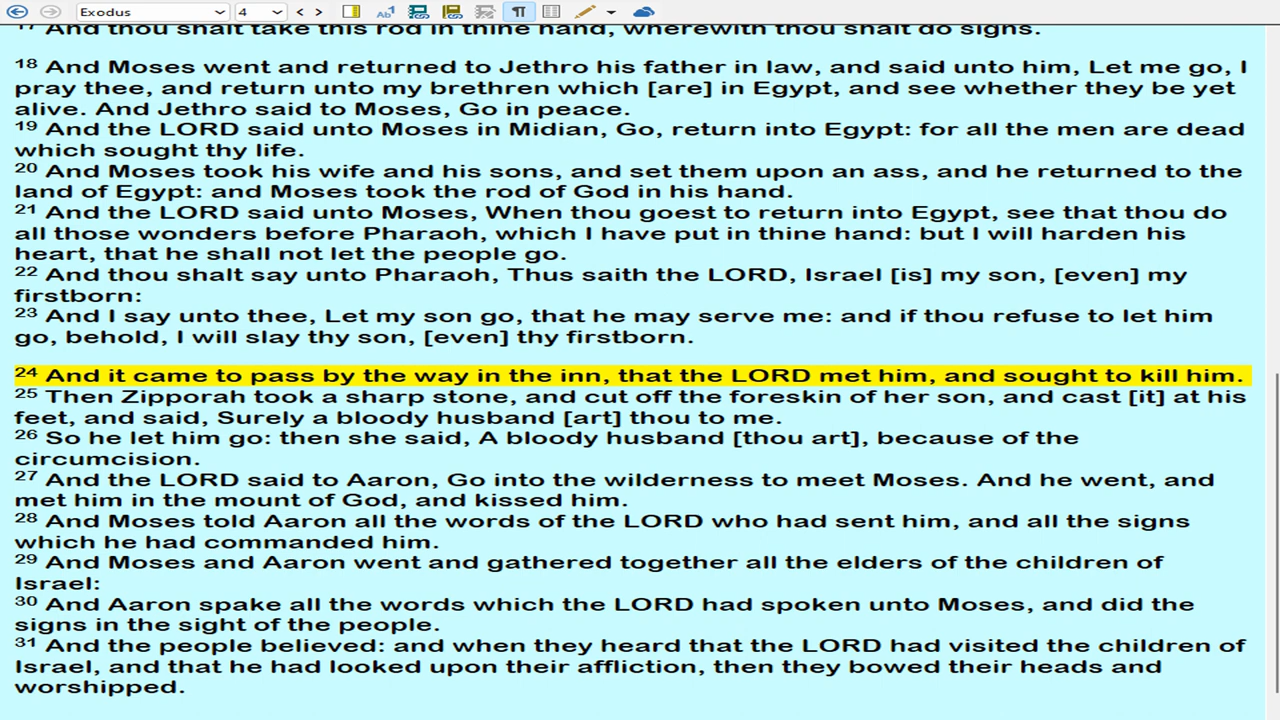 Exodus 4 < > Ab¹ ¶
17 And thou shalt take this rod in thine hand, wherewith thou shalt do signs.
18 And Moses went and returned to Jethro his father in law, and said unto him, Let me go, I
pray thee, and return unto my brethren which [are] in Egypt, and see whether they be yet
alive. And Jethro said to Moses, Go in peace.
19 And the LORD said unto Moses in Midian, Go, return into Egypt: for all the men are dead
which sought thy life.
20 And Moses took his wife and his sons, and set them upon an ass, and he returned to the
land of Egypt: and Moses took the rod of God in his hand.
21 And the LORD said unto Moses, When thou goest to return into Egypt, see that thou do
all those wonders before Pharaoh, which I have put in thine hand: but I will harden his
heart, that he shall not let the people go.
22 And thou shalt say unto Pharaoh, Thus saith the LORD, Israel [is] my son, [even] my
firstborn:
23 And I say unto thee, Let my son go, that he may serve me: and if thou refuse to let him
go, behold, I will slay thy son, [even] thy firstborn.
24 And it came to pass by the way in the inn, that the LORD met him, and sought to kill him.
25 Then Zipporah took a sharp stone, and cut off the foreskin of her son, and cast [it] at his
feet, and said, Surely a bloody husband [art] thou to me.
26 So he let him go: then she said, A bloody husband [thou art], because of the
circumcision.
27 And the LORD said to Aaron, Go into the wilderness to meet Moses. And he went, and
met him in the mount of God, and kissed him.
28 And Moses told Aaron all the words of the LORD who had sent him, and all the signs
which he had commanded him.
29 And Moses and Aaron went and gathered together all the elders of the children of
Israel:
30 And Aaron spake all the words which the LORD had spoken unto Moses, and did the
signs in the sight of the people.
31 And the people believed: and when they heard that the LORD had visited the children of
Israel, and that he had looked upon their affliction, then they bowed their heads and
worshipped.